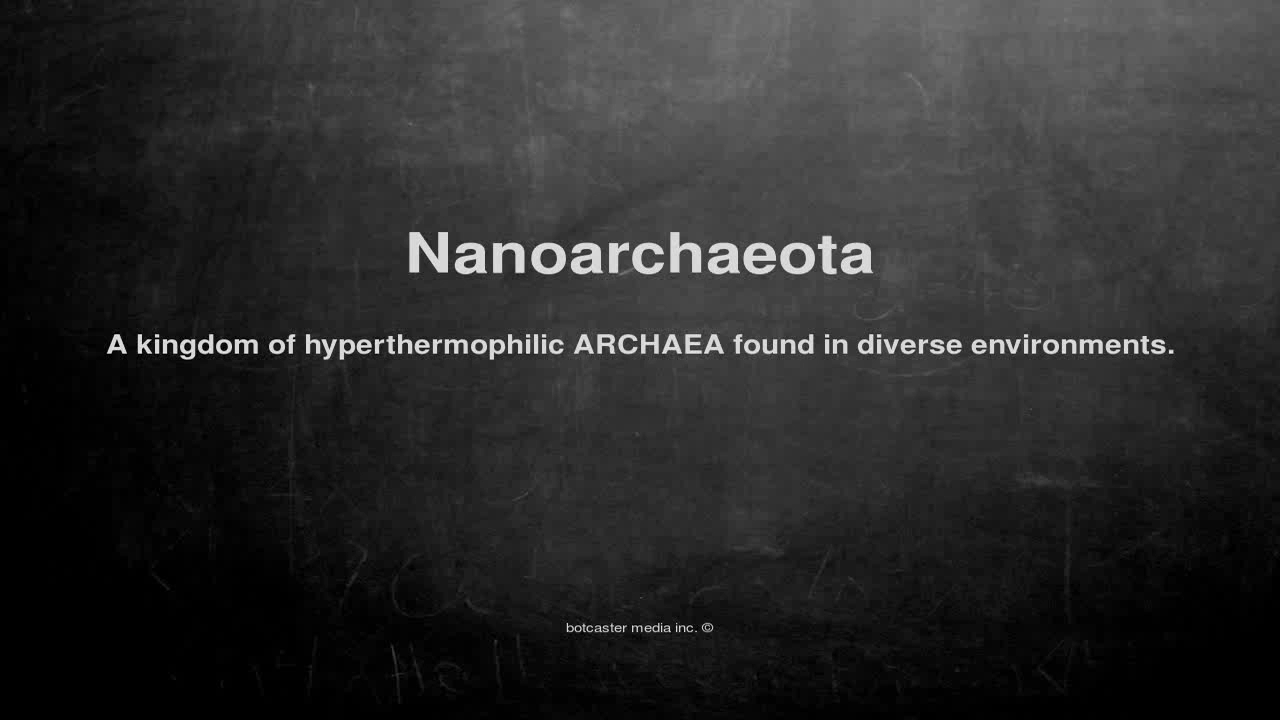 Nanoarchaeota
A kingdom of hyperthermophilic ARCHAEA found in diverse environments.
botcaster media inc. ©